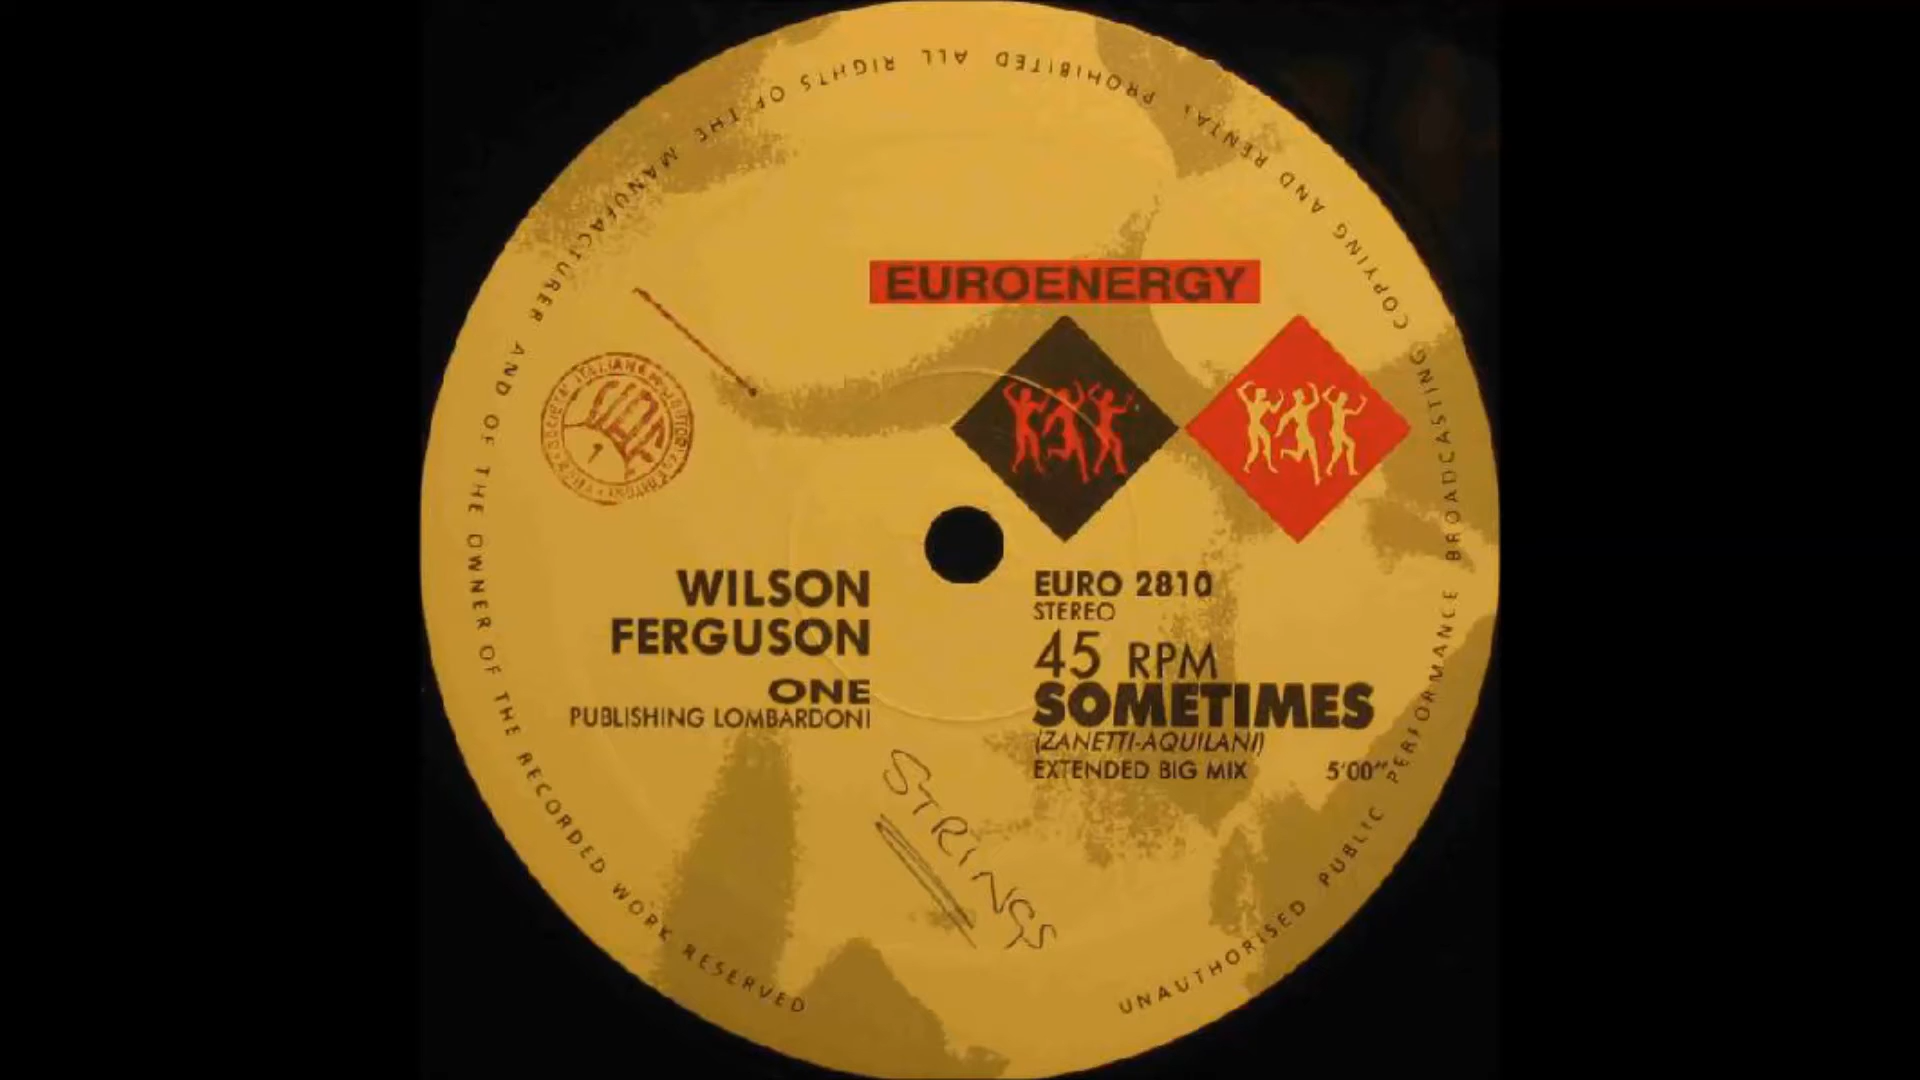 UNAUTHORISED PUBLIC PERFORMANCE BROADCASTING COPYING AND RENTAL PROHIBITED ALL RIGHTS OF THE MANUFACTURER AND OF THE OWNER OF THE RECORDED WORK RESERVED
EUROENERGY
WILSON
FERGUSON
ONE
PUBLISHING LOMBARDONI
EURO 2810
STEREO
45 RPM
SOMETIMES
(ZANETTI-AQUILANI)
EXTENDED BIG MIX 5'00"
STRINGS